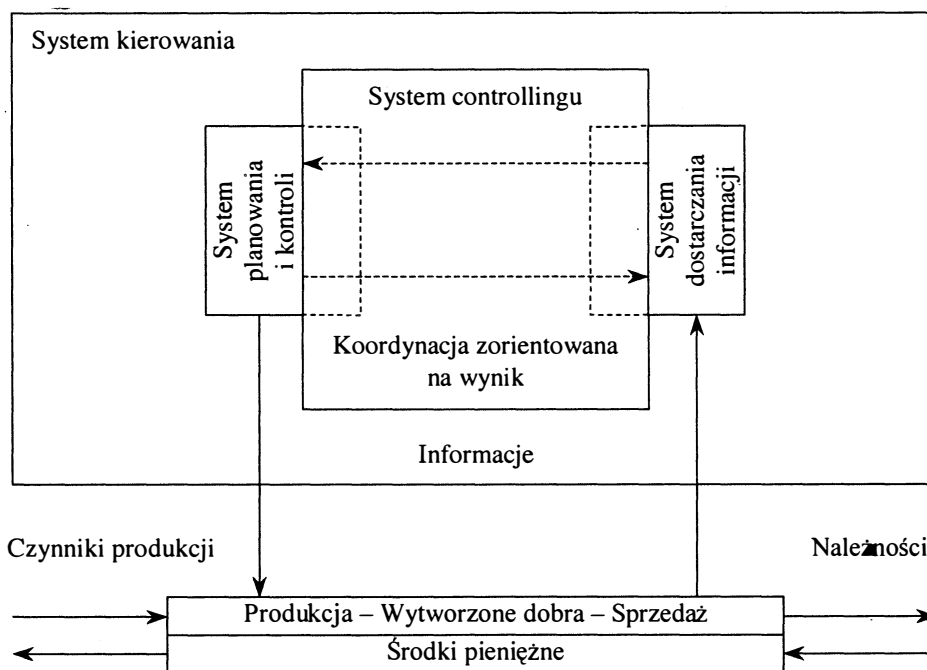 System kierowania
System controllingu
System
planowania
i kontroli
System
dostarczania
informacji
Koordynacja zorientowana
na wynik
Informacje
Czynniki produkcji
Należności
Produkcja – Wytworzone dobra – Sprzedaż
Środki pieniężne